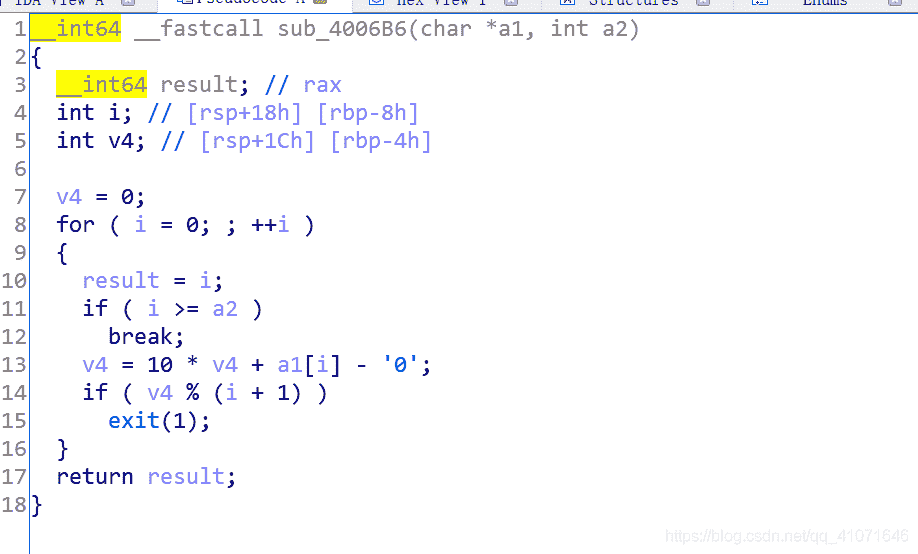 IDA View-A Pseudocode-A Hex View-1 Structures Enums
1 __int64 __fastcall sub_4006B6(char *a1, int a2)
2 {
3 __int64 result; // rax
4 int i; // [rsp+18h] [rbp-8h]
5 int v4; // [rsp+1Ch] [rbp-4h]
6
7 v4 = 0;
8 for ( i = 0; ; ++i )
9 {
10 result = i;
11 if ( i >= a2 )
12 break;
13 v4 = 10 * v4 + a1[i] - '0';
14 if ( v4 % (i + 1) )
15 exit(1);
16 }
17 return result;
18 }
https://blog.csdn.net/qq_41071646